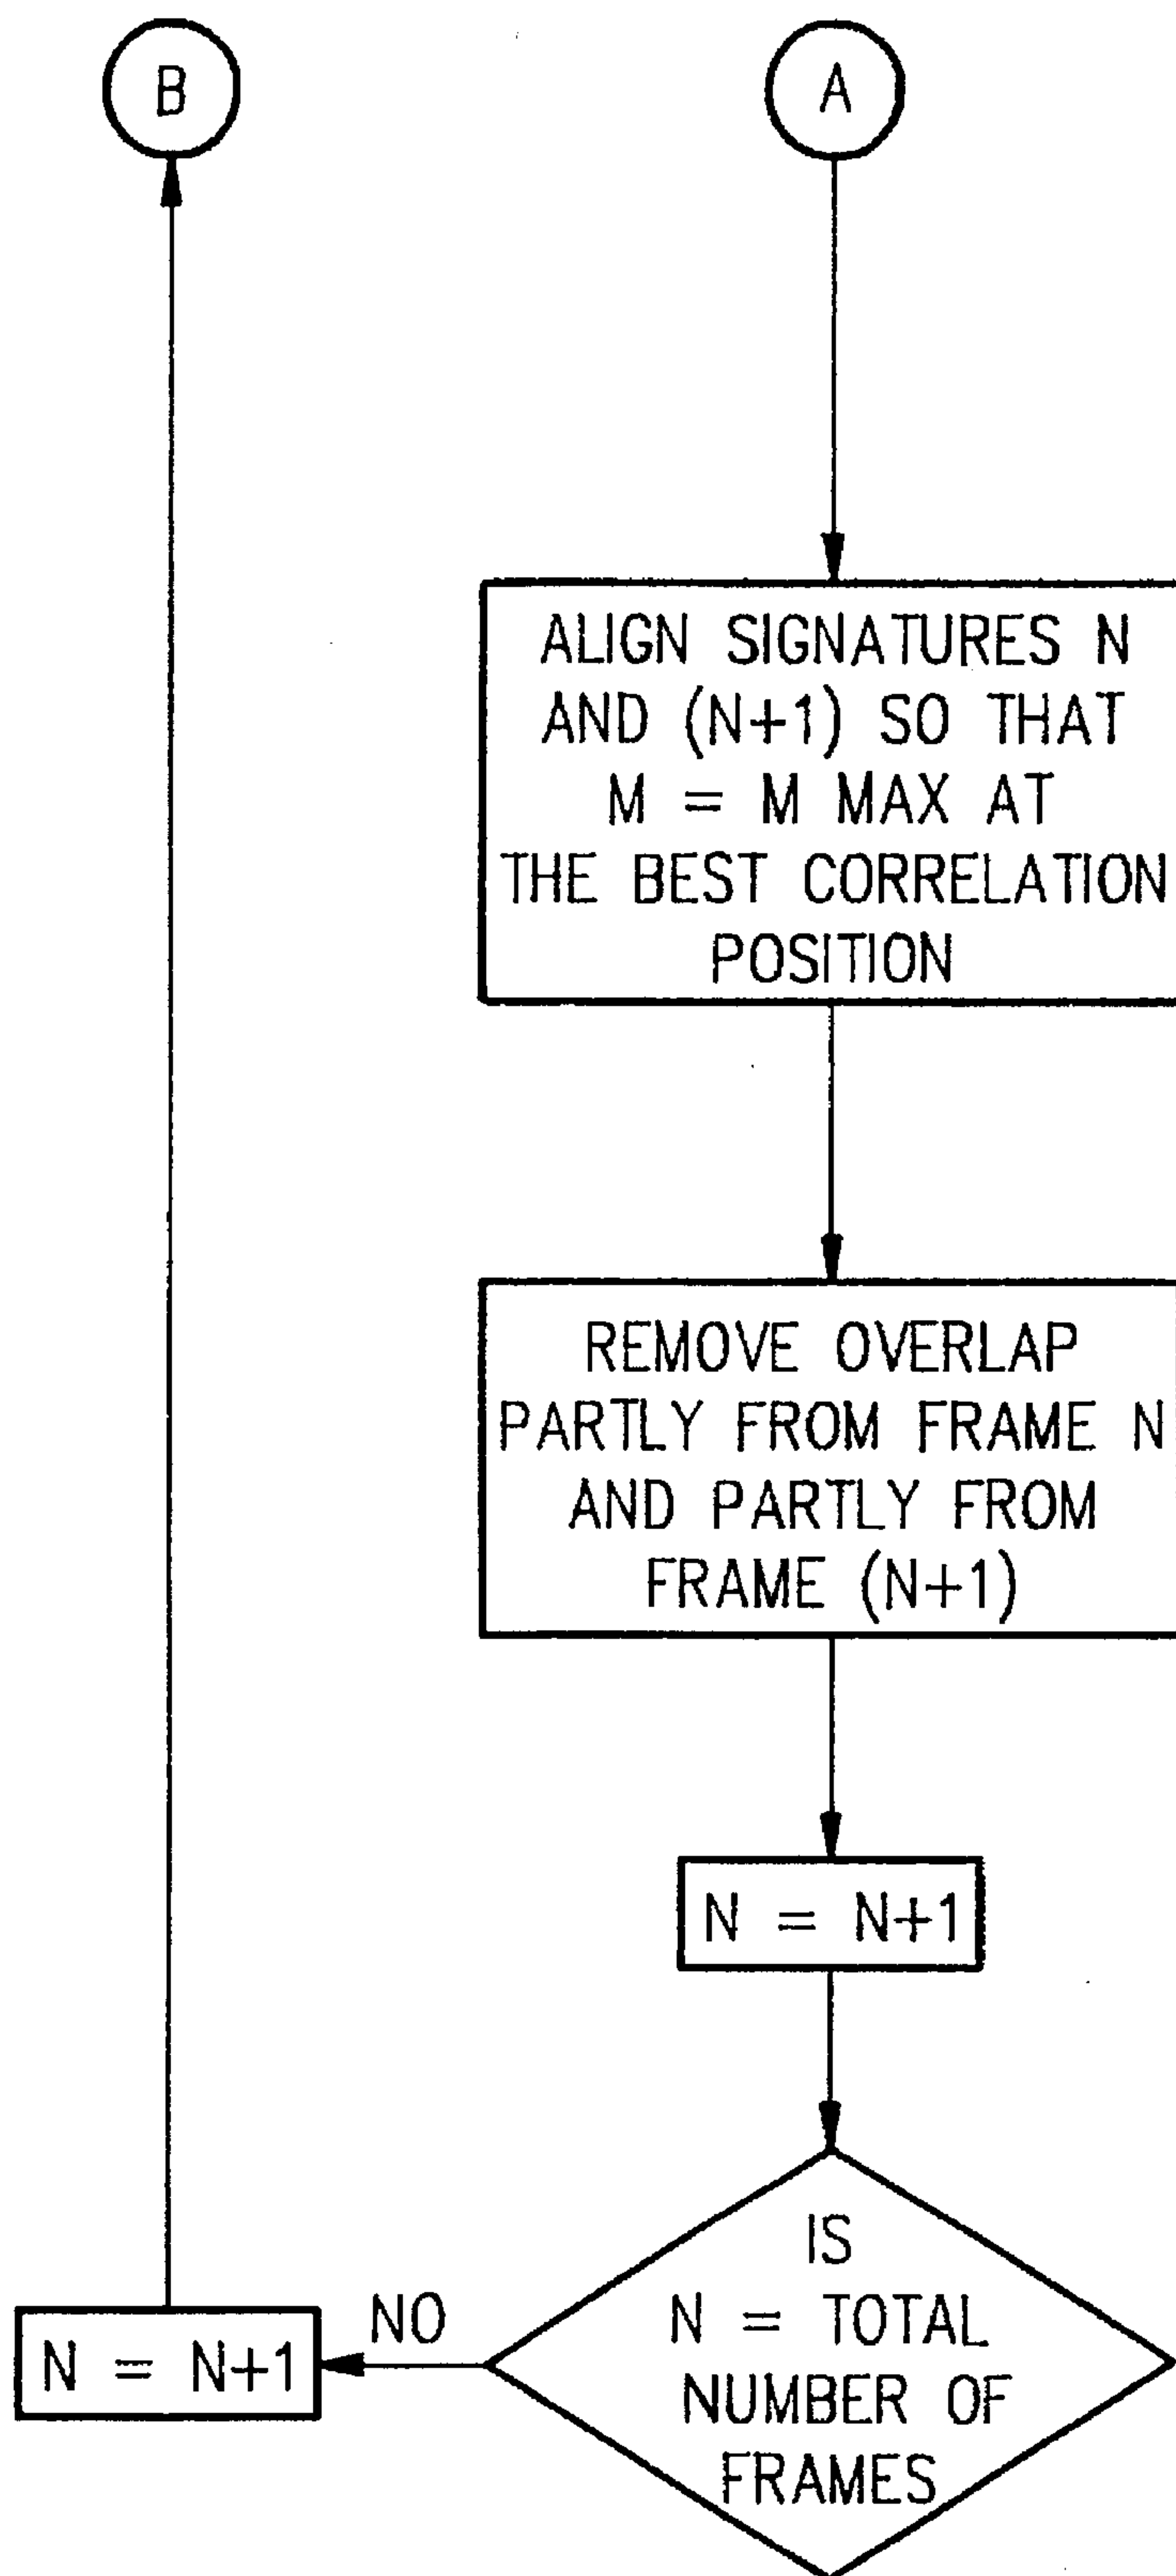 B
A
ALIGN SIGNATURES N
AND (N+1) SO THAT
M = M MAX AT
THE BEST CORRELATION
POSITION
REMOVE OVERLAP
PARTLY FROM FRAME N
AND PARTLY FROM
FRAME (N+1)
N = N+1
IS
N = TOTAL
NUMBER OF
FRAMES
NO
N = N+1